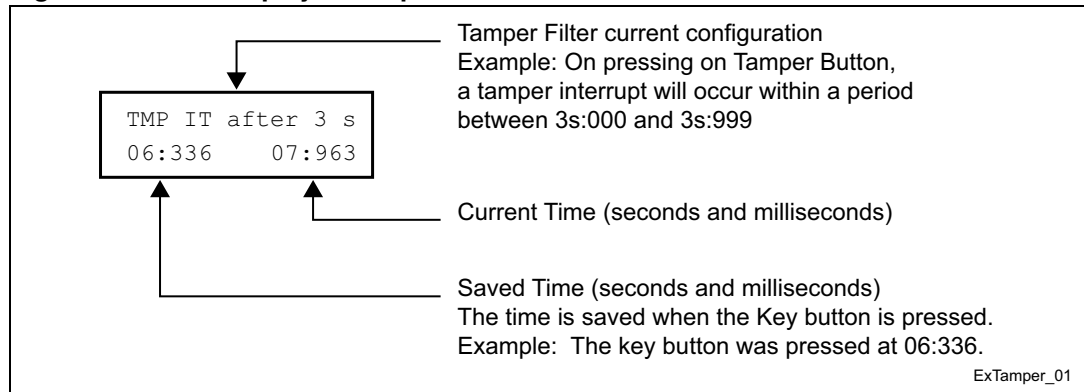 Tamper Filter current configuration
Example: On pressing on Tamper Button,
a tamper interrupt will occur within a period
between 3s:000 and 3s:999
TMP IT after 3 s
06:336 07:963
Current Time (seconds and milliseconds)
Saved Time (seconds and milliseconds)
The time is saved when the Key button is pressed.
Example: The key button was pressed at 06:336.
ExTamper_01